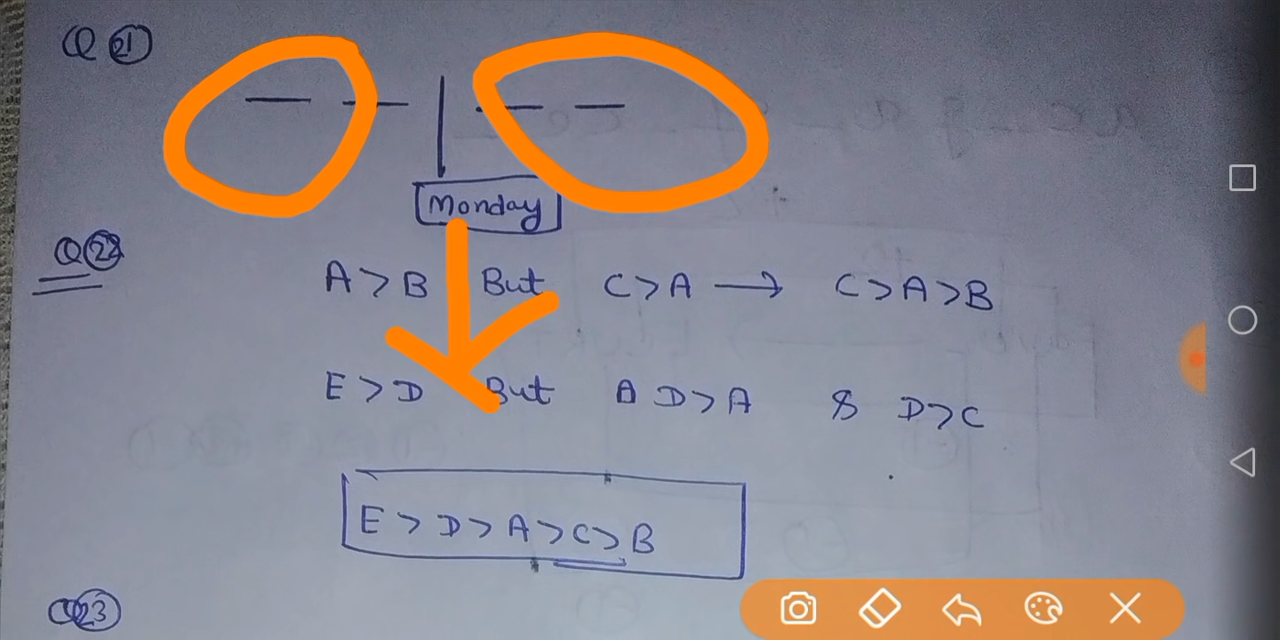 Q 21
Monday
Q 22
A > B But C > A → C > A > B
E > D But A D > A & D > C
E > D > A > C > B
Q 23